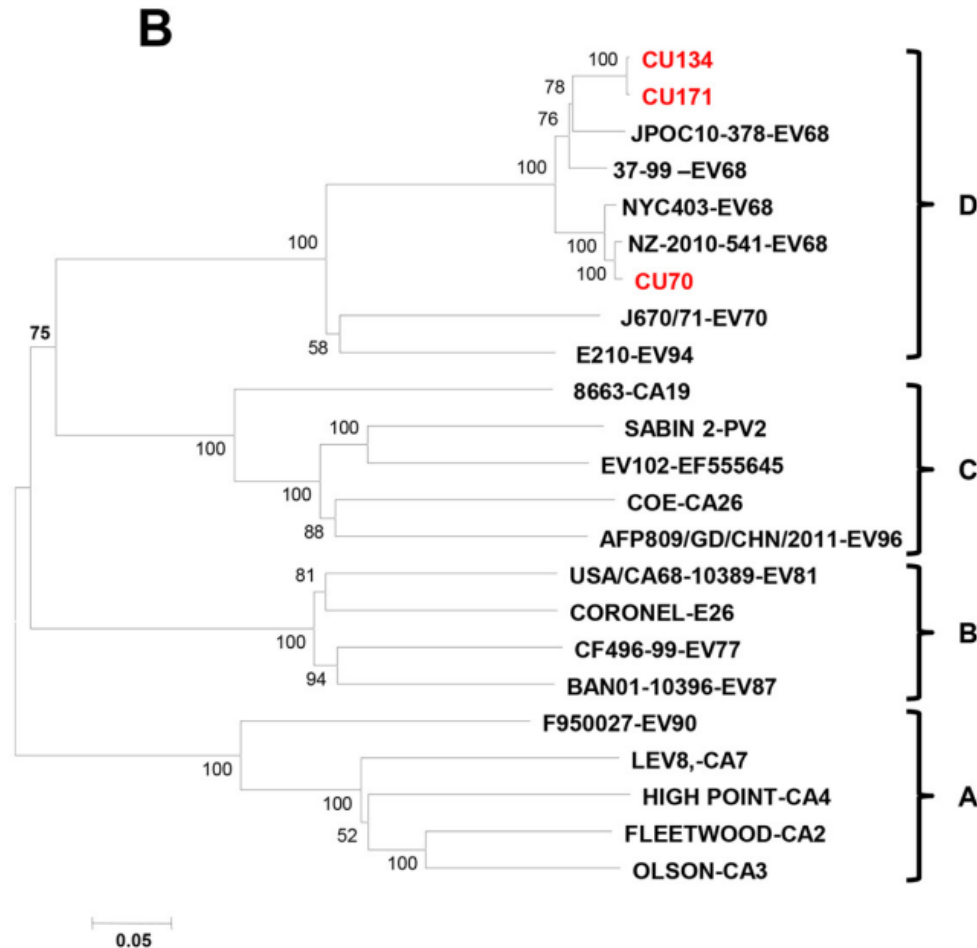 B
100 CU134
78 CU171
76 JPOC10-378-EV68
100 37-99 –EV68
NYC403-EV68
100 NZ-2010-541-EV68
100 CU70
100
J670/71-EV70
58 E210-EV94
D
75
8663-CA19
100
100 SABIN 2-PV2
EV102-EF555645
100
COE-CA26
88 AFP809/GD/CHN/2011-EV96
C
81 USA/CA68-10389-EV81
CORONEL-E26
100
CF496-99-EV77
94 BAN01-10396-EV87
B
F950027-EV90
100
LEV8,-CA7
100
HIGH POINT-CA4
52
FLEETWOOD-CA2
100 OLSON-CA3
A
0.05